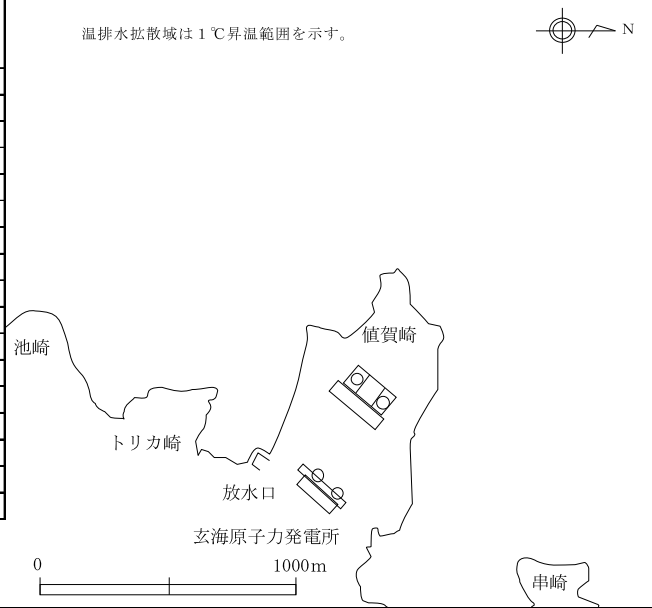 温排水拡散域は1℃昇温範囲を示す。
N
値賀崎
池崎
トリカ崎
放水口
玄海原子力発電所
0 1000m
串崎